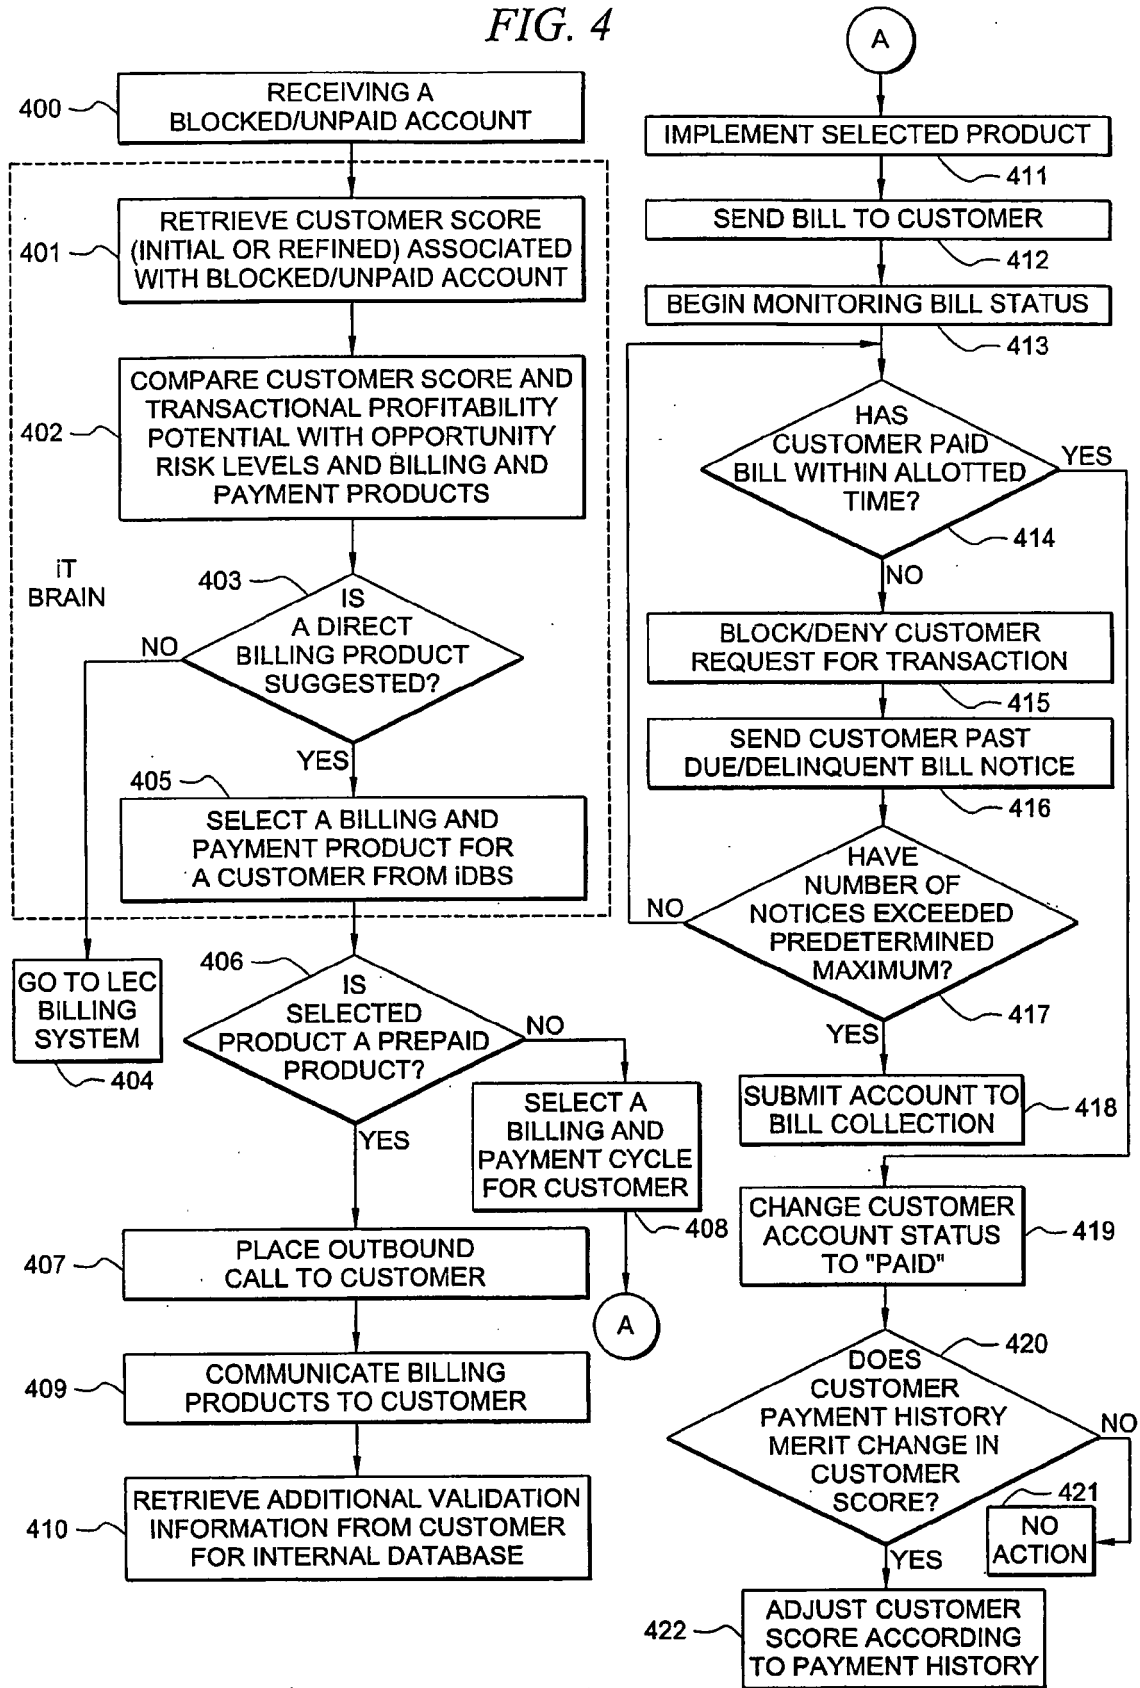 FIG. 4
400
RECEIVING A
BLOCKED/UNPAID ACCOUNT
401
RETRIEVE CUSTOMER SCORE
(INITIAL OR REFINED) ASSOCIATED
WITH BLOCKED/UNPAID ACCOUNT
402
COMPARE CUSTOMER SCORE AND
TRANSACTIONAL PROFITABILITY
POTENTIAL WITH OPPORTUNITY
RISK LEVELS AND BILLING AND
PAYMENT PRODUCTS
iT
BRAIN
403
IS
A DIRECT
BILLING PRODUCT
SUGGESTED?
NO
YES
405
SELECT A BILLING AND
PAYMENT PRODUCT FOR
A CUSTOMER FROM iDBS
GO TO LEC
BILLING
SYSTEM
404
406
IS
SELECTED
PRODUCT A PREPAID
PRODUCT?
NO
YES
SELECT A
BILLING AND
PAYMENT CYCLE
FOR CUSTOMER
408
A
407
PLACE OUTBOUND
CALL TO CUSTOMER
409
COMMUNICATE BILLING
PRODUCTS TO CUSTOMER
410
RETRIEVE ADDITIONAL VALIDATION
INFORMATION FROM CUSTOMER
FOR INTERNAL DATABASE
A
IMPLEMENT SELECTED PRODUCT
411
SEND BILL TO CUSTOMER
412
BEGIN MONITORING BILL STATUS
413
HAS
CUSTOMER PAID
BILL WITHIN ALLOTTED
TIME?
YES
414
NO
BLOCK/DENY CUSTOMER
REQUEST FOR TRANSACTION
415
SEND CUSTOMER PAST
DUE/DELINQUENT BILL NOTICE
416
HAVE
NUMBER OF
NOTICES EXCEEDED
PREDETERMINED
MAXIMUM?
NO
417
YES
SUBMIT ACCOUNT TO
BILL COLLECTION
418
CHANGE CUSTOMER
ACCOUNT STATUS
TO "PAID"
419
420
DOES
CUSTOMER
PAYMENT HISTORY
MERIT CHANGE IN
CUSTOMER
SCORE?
NO
421
NO
ACTION
YES
422
ADJUST CUSTOMER
SCORE ACCORDING
TO PAYMENT HISTORY